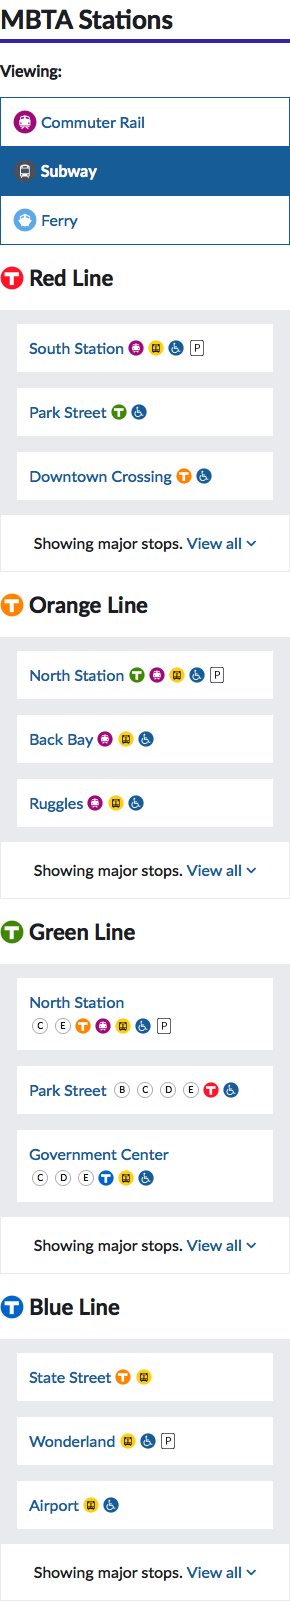 MBTA Stations
Viewing:
Commuter Rail
Subway
Ferry
T Red Line
South Station P
Park Street T
Downtown Crossing T
Showing major stops. View all
T Orange Line
North Station T P
Back Bay
Ruggles
Showing major stops. View all
T Green Line
North Station
C E T P
Park Street B C D E T
Government Center
C D E T
Showing major stops. View all
T Blue Line
State Street T
Wonderland P
Airport
Showing major stops. View all